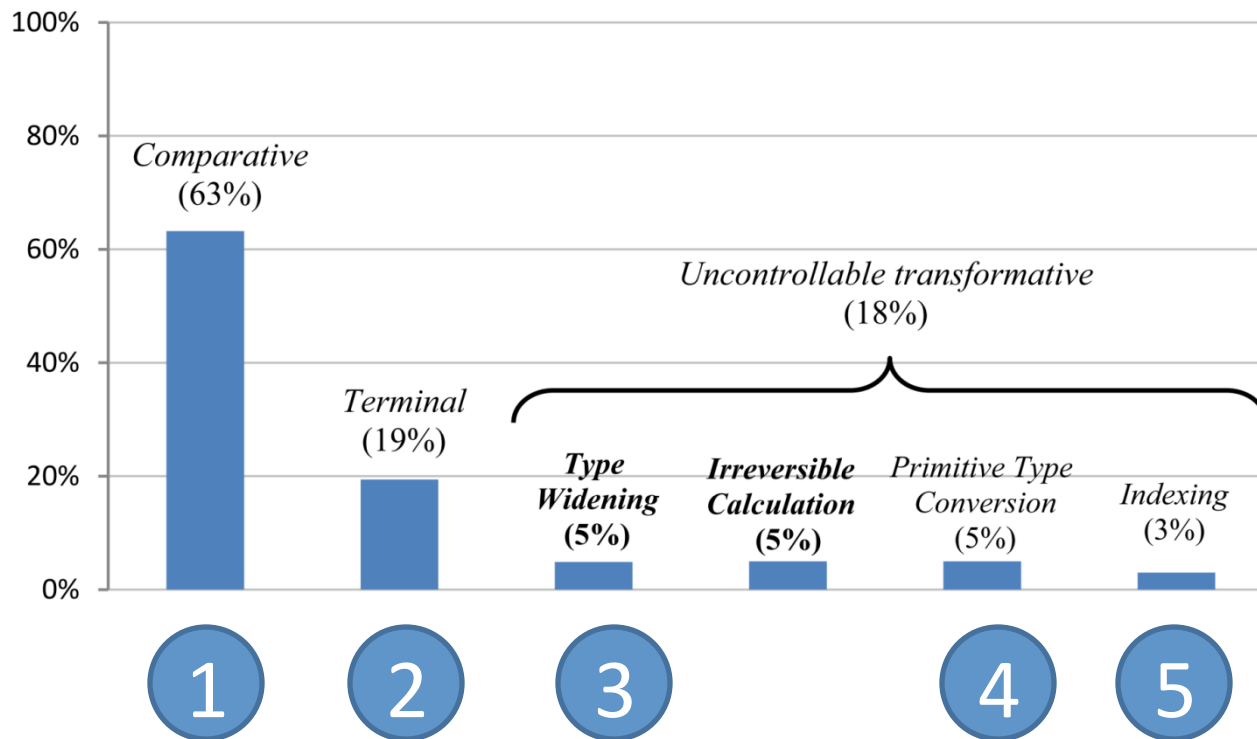 100%
80%
60%
40%
20%
0%
Comparative
(63%)
Terminal
(19%)
Uncontrollable transformative
(18%)
Type
Widening
(5%)
Irreversible
Calculation
(5%)
Primitive Type
Conversion
(5%)
Indexing
(3%)
1
2
3
4
5